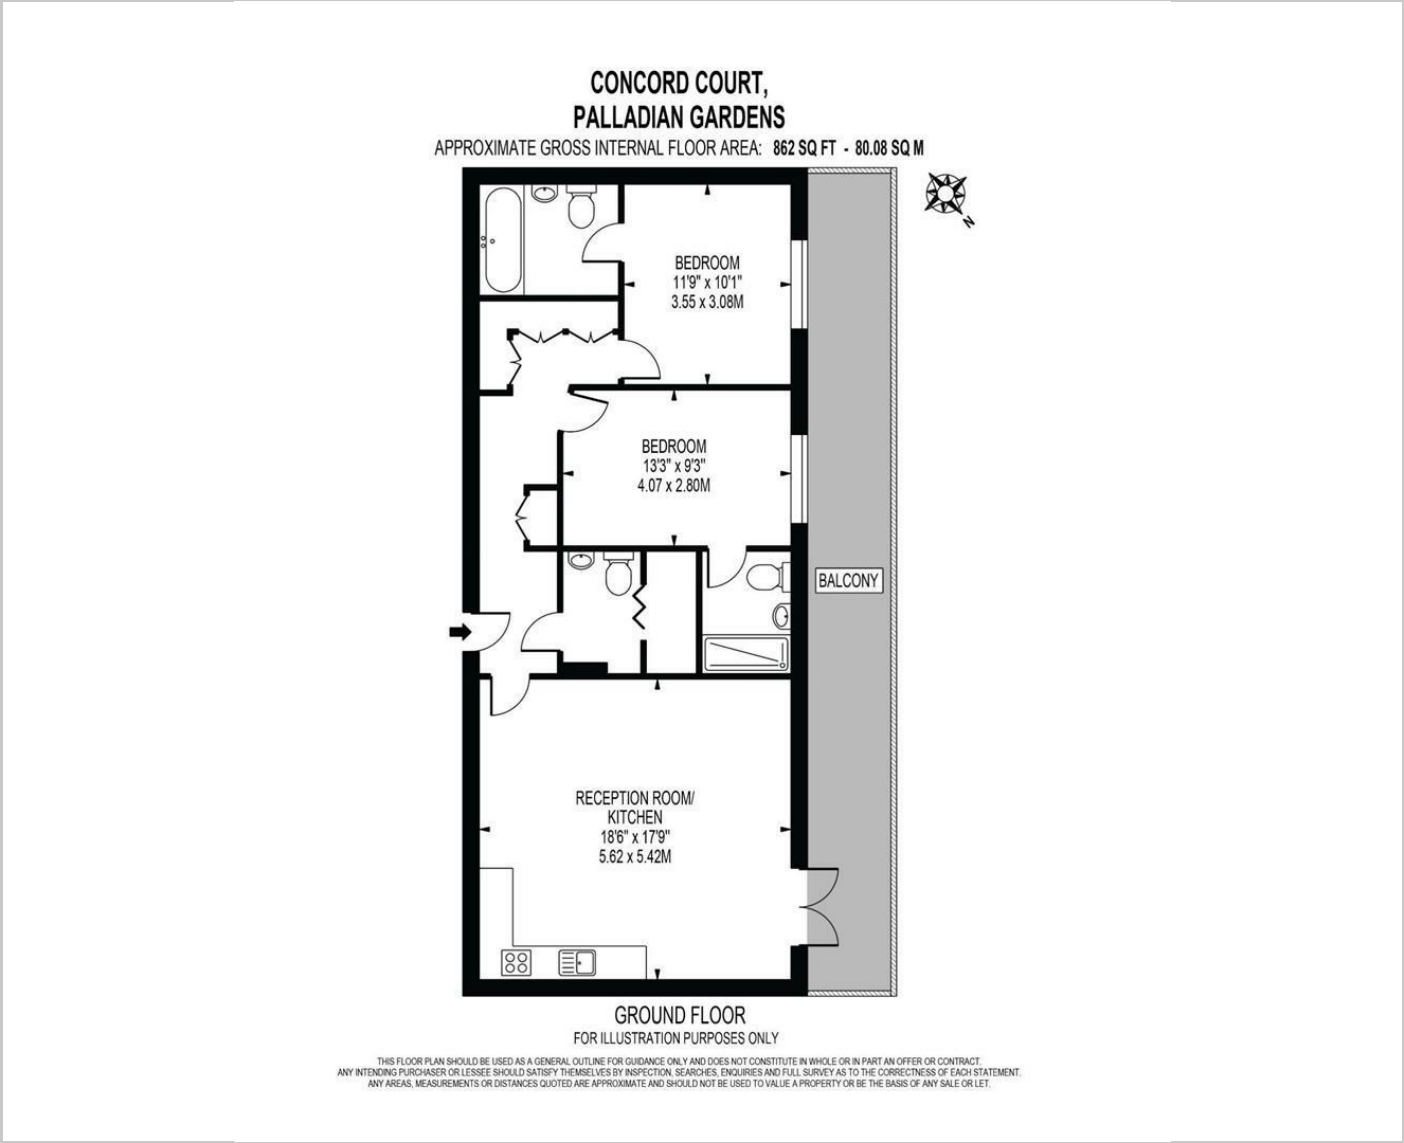 CONCORD COURT,
PALLADIAN GARDENS
APPROXIMATE GROSS INTERNAL FLOOR AREA: 862 SQ FT - 80.08 SQ M
N
BEDROOM
11'9" x 10'1"
3.55 x 3.08M
BEDROOM
13'3" x 9'3"
4.07 x 2.80M
BALCONY
RECEPTION ROOM/
KITCHEN
18'6" x 17'9"
5.62 x 5.42M
GROUND FLOOR
FOR ILLUSTRATION PURPOSES ONLY
THIS FLOOR PLAN SHOULD BE USED AS A GENERAL OUTLINE FOR GUIDANCE ONLY AND DOES NOT CONSTITUTE IN WHOLE OR IN PART AN OFFER OR CONTRACT.
ANY INTENDING PURCHASER OR LESSEE SHOULD SATISFY THEMSELVES BY INSPECTION, SEARCHES, ENQUIRIES AND FULL SURVEY AS TO THE CORRECTNESS OF EACH STATEMENT.
ANY AREAS, MEASUREMENTS OR DISTANCES QUOTED ARE APPROXIMATE AND SHOULD NOT BE USED TO VALUE A PROPERTY OR BE THE BASIS OF ANY SALE OR LET.